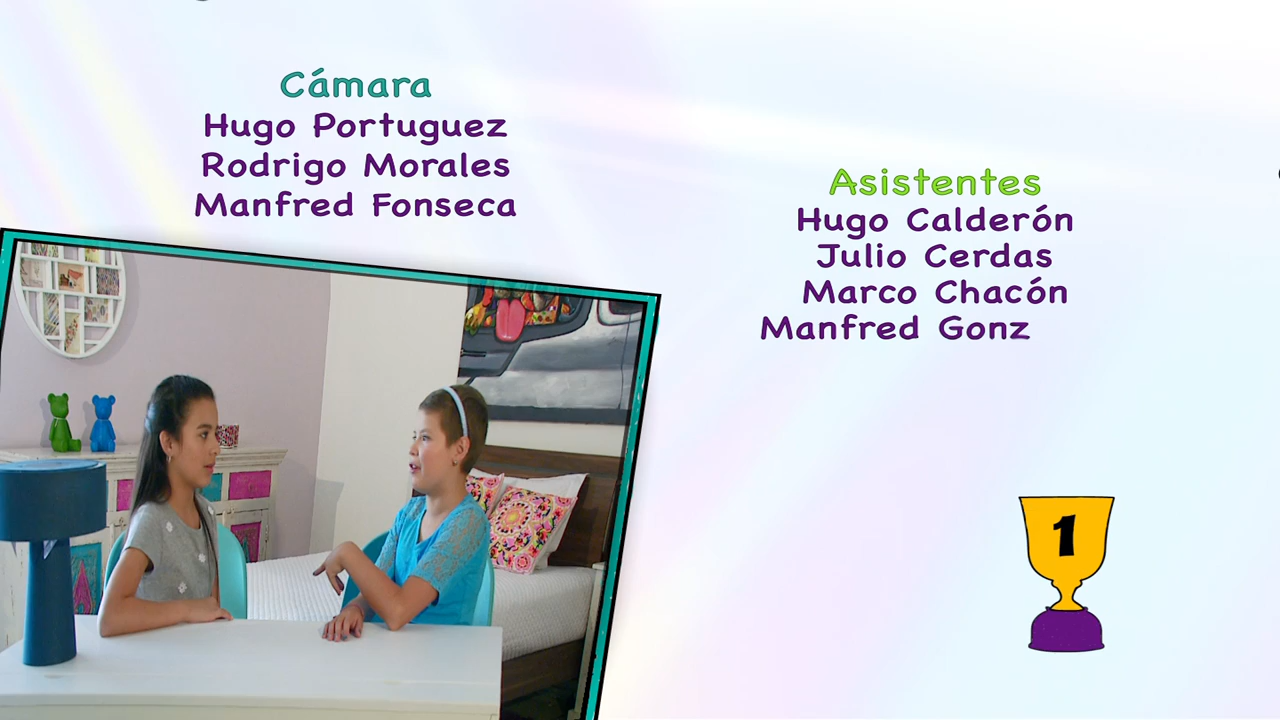 Cámara
Hugo Portuguez
Rodrigo Morales
Manfred Fonseca
Asistentes
Hugo Calderón
Julio Cerdas
Marco Chacón
Manfred Gonz
1